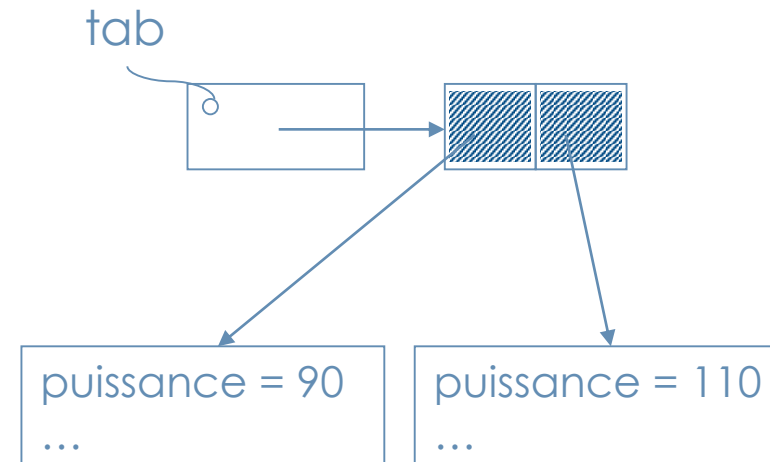 tab
puissance = 90
...
puissance = 110
...